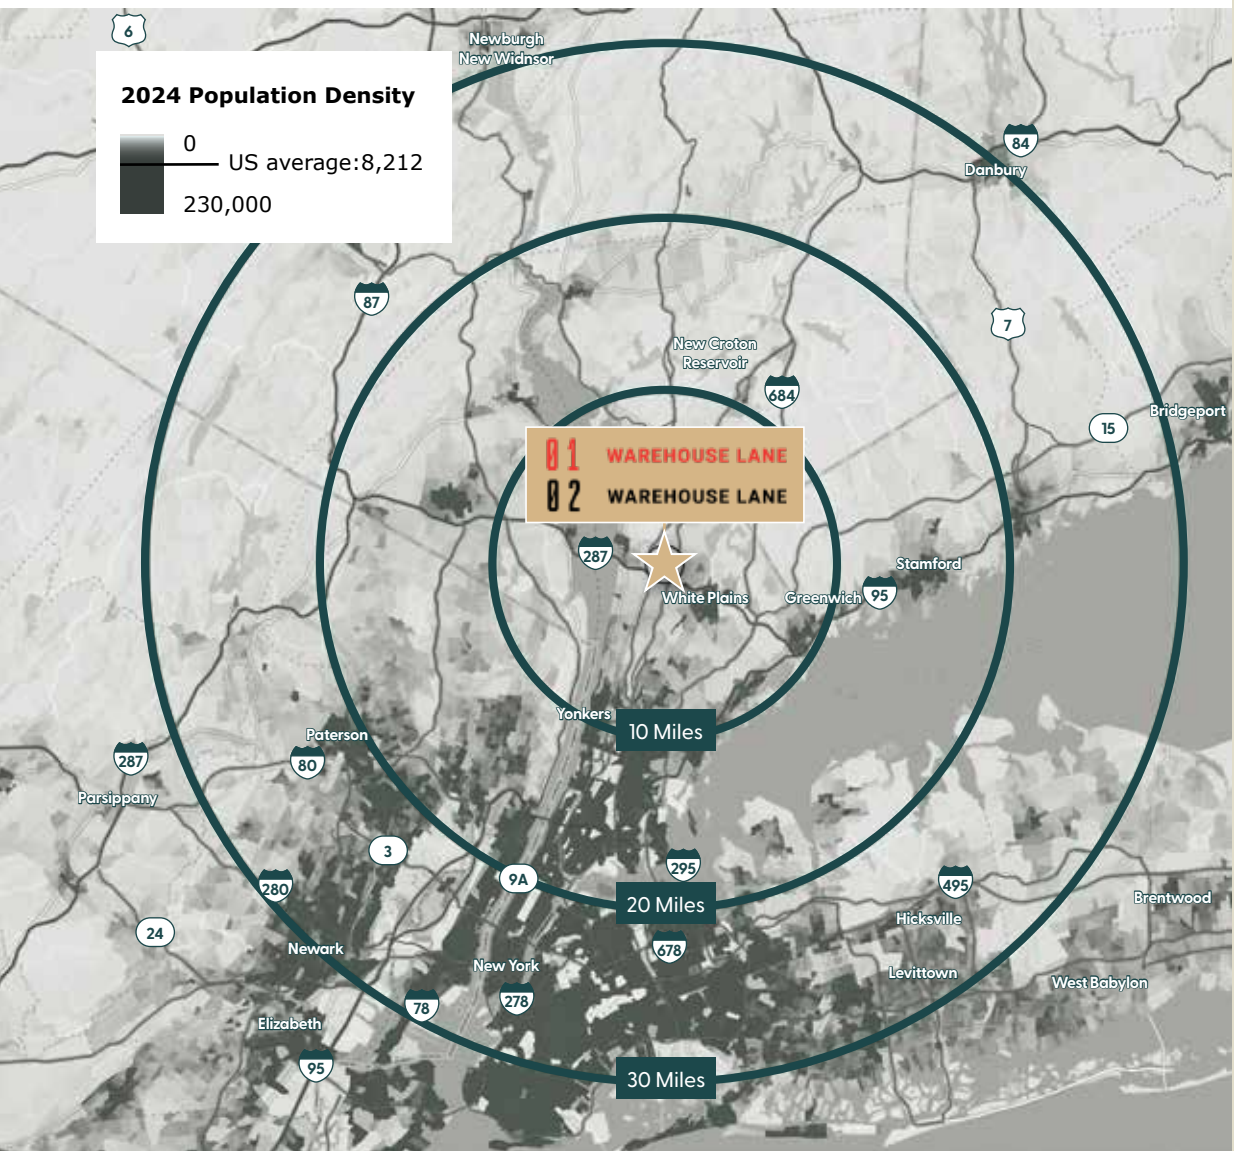 6
Newburgh
New Widnsor
2024 Population Density
0
US average:8,212
230,000
84
Danbury
87
7
New Croton
Reservoir
684
15
Bridgeport
01 WAREHOUSE LANE
02 WAREHOUSE LANE
287
Stamford
White Plains
Greenwich
95
Yonkers
10 Miles
Paterson
80
287
Parsippany
3
9A
295
280
495
20 Miles
Brentwood
Hicksville
24
Newark
678
New York
Levittown
West Babylon
78
278
Elizabeth
95
30 Miles